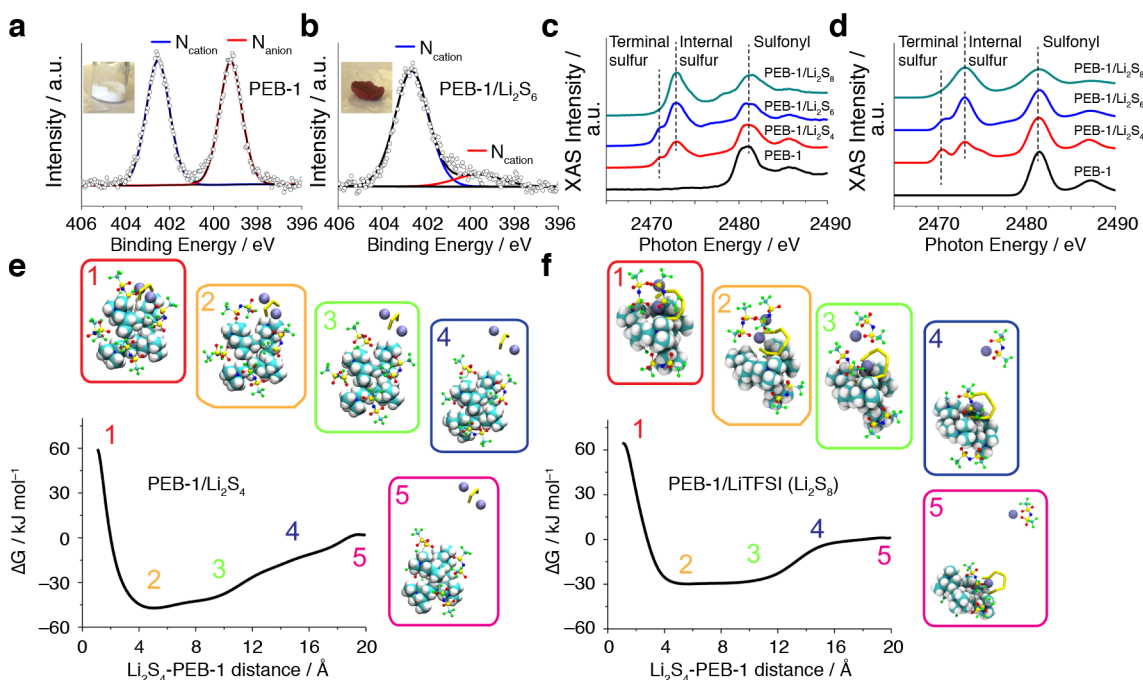 a
Intensity / a.u.
N_cation
N_anion
PEB-1
406 404 402 400 398 396
Binding Energy / eV
b
Intensity / a.u.
N_cation
PEB-1/Li₂S₆
N_cation
406 404 402 400 398 396
Binding Energy / eV
c
XAS Intensity /
a.u.
Terminal
sulfur
Internal
sulfur
Sulfonyl
PEB-1/Li₂S₈
PEB-1/Li₂S₆
PEB-1/Li₂S₄
PEB-1
2470 2480 2490
Photon Energy / eV
d
XAS Intensity /
a.u.
Terminal
sulfur
Internal
sulfur
Sulfonyl
PEB-1/Li₂S₈
PEB-1/Li₂S₆
PEB-1/Li₂S₄
PEB-1
2470 2480 2490
Photon Energy / eV
e
1
2
3
4
5
60
30
0
−30
−60
ΔG / kJ mol⁻¹
PEB-1/Li₂S₄
1
2
3
4
5
0 4 8 12 16 20
Li₂S₄-PEB-1 distance / Å
f
1
2
3
4
5
60
30
0
−30
−60
ΔG / kJ mol⁻¹
PEB-1/LiTFSI (Li₂S₈)
1
2
3
4
5
0 4 8 12 16 20
Li₂S₄-PEB-1 distance / Å